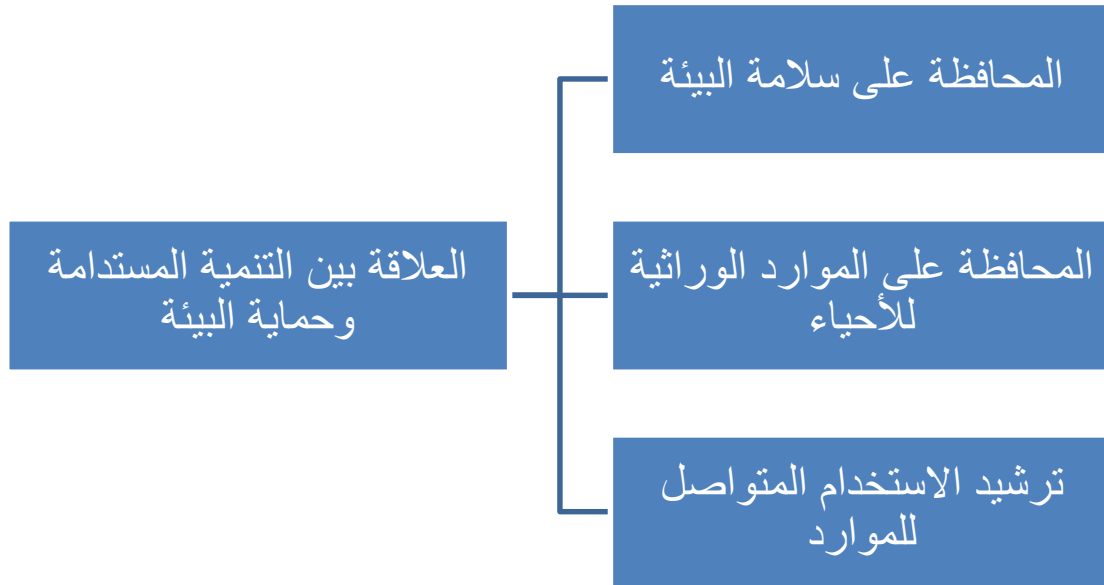 المحافظة على سلامة البيئة
العلاقة بين التنمية المستدامة
وحماية البيئة
المحافظة على الموارد الوراثية
للأحياء
ترشيد الاستخدام المتواصل
للموارد